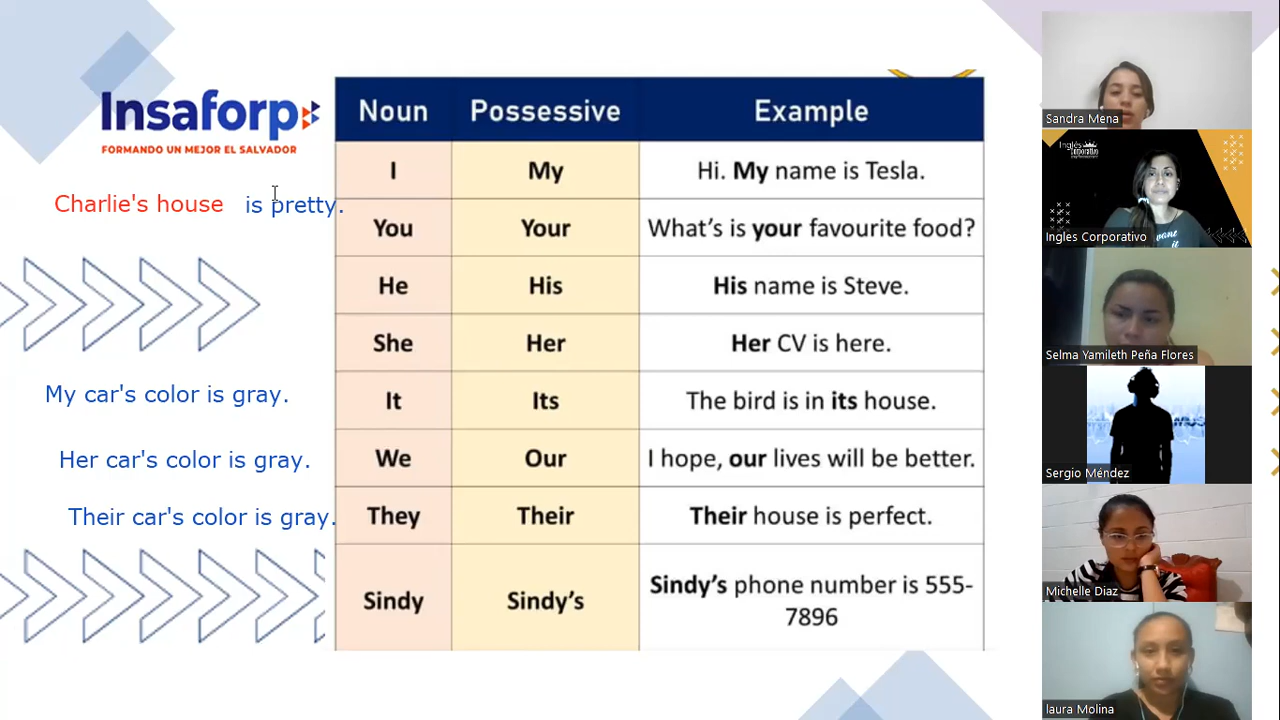 Insaforp
FORMANDO UN MEJOR EL SALVADOR
Charlie's house is pretty.
My car's color is gray.
Her car's color is gray.
Their car's color is gray.
Noun Possessive Example
I My Hi. My name is Tesla.
You Your What's is your favourite food?
He His His name is Steve.
She Her Her CV is here.
It Its The bird is in its house.
We Our I hope, our lives will be better.
They Their Their house is perfect.
Sindy Sindy's Sindy's phone number is 555-
7896
Sandra Mena
Inglés
Corporativo
Ingles Corporativo
Selma Yamileth Peña Flores
Sergio Méndez
Michelle Diaz
laura Molina